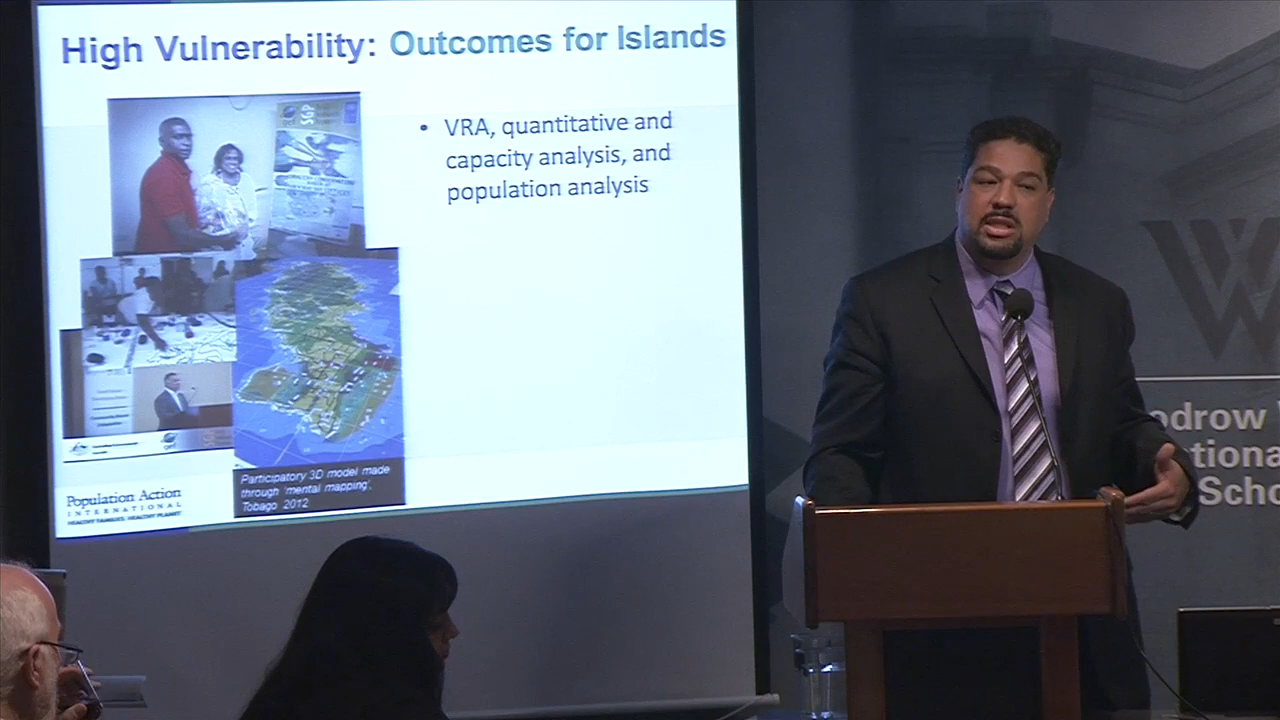 High Vulnerability: Outcomes for Islands
• VRA, quantitative and
capacity analysis, and
population analysis
SGP
Participatory 3D model made
through 'mental mapping',
Tobago 2012
Population Action
INTERNATIONAL
HEALTHY FAMILIES. HEALTHY PLANET.
W
odrow
tiona
Scho